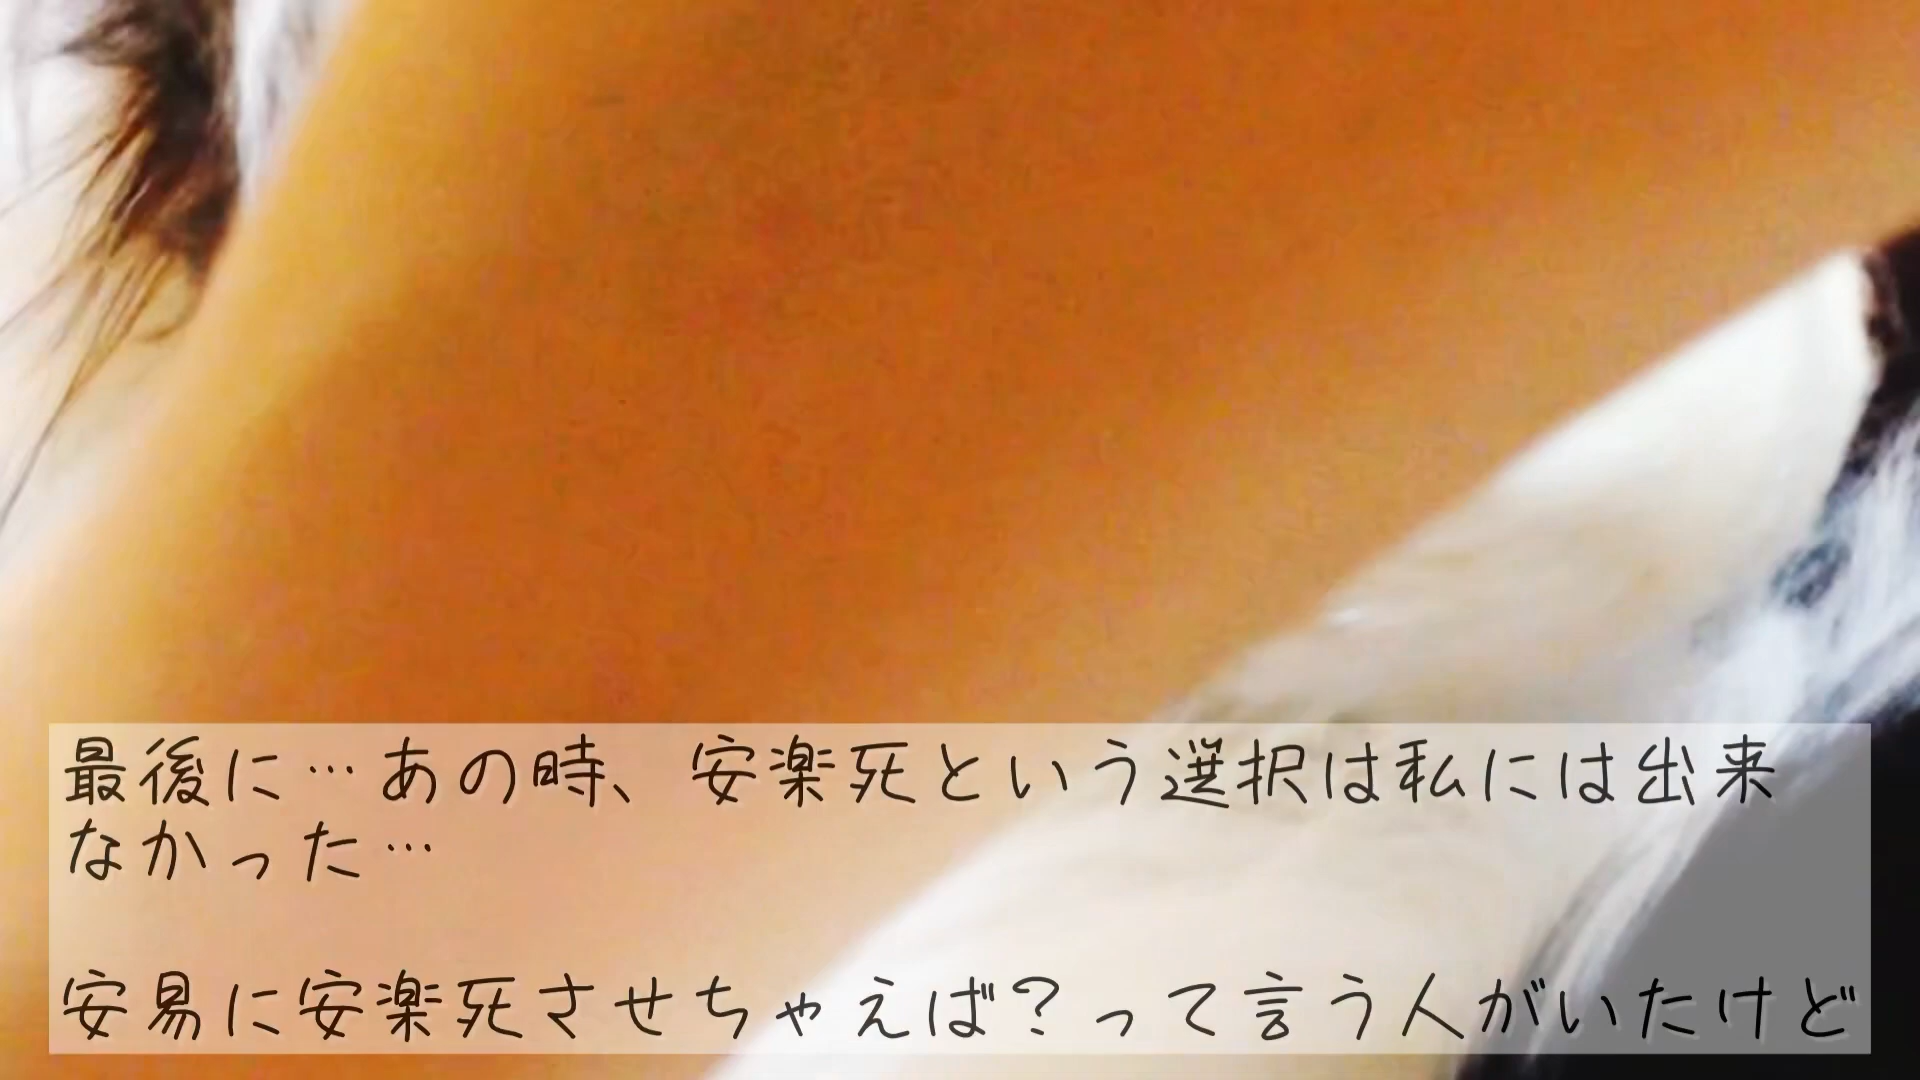 最後に…あの時、安楽死という選択は私には出来
なかった…
安易に安楽死させちゃえば？って言う人がいたけど